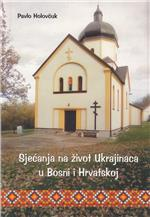 Pavlo Holovčuk
Sjećanja na život Ukrajinaca
u Bosni i Hrvatskoj